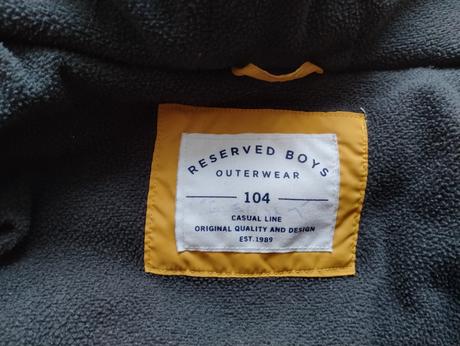 RESERVED BOYS
OUTERWEAR
104
CASUAL LINE
ORIGINAL QUALITY AND DESIGN
EST.1989